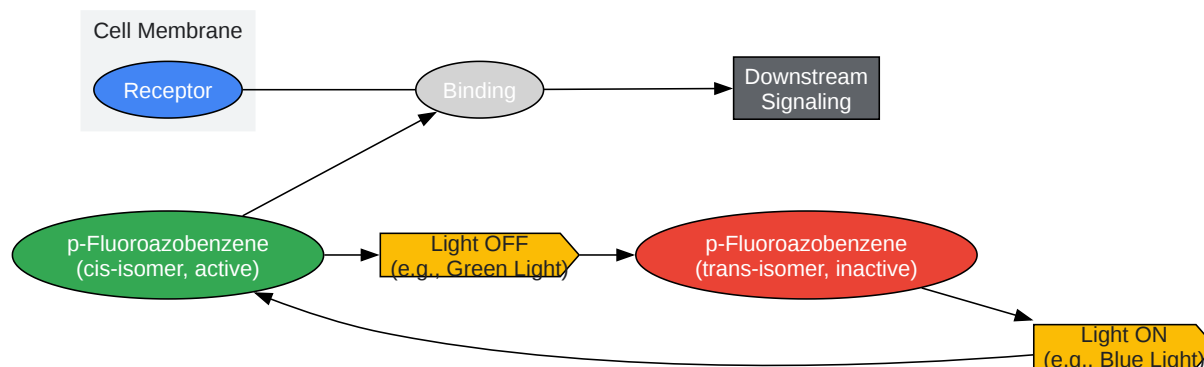 Cell Membrane
Receptor
Binding
Downstream
Signaling
p-Fluoroazobenzene
(cis-isomer, active)
Light OFF
(e.g., Green Light)
p-Fluoroazobenzene
(trans-isomer, inactive)
Light ON
(e.g., Blue Light)